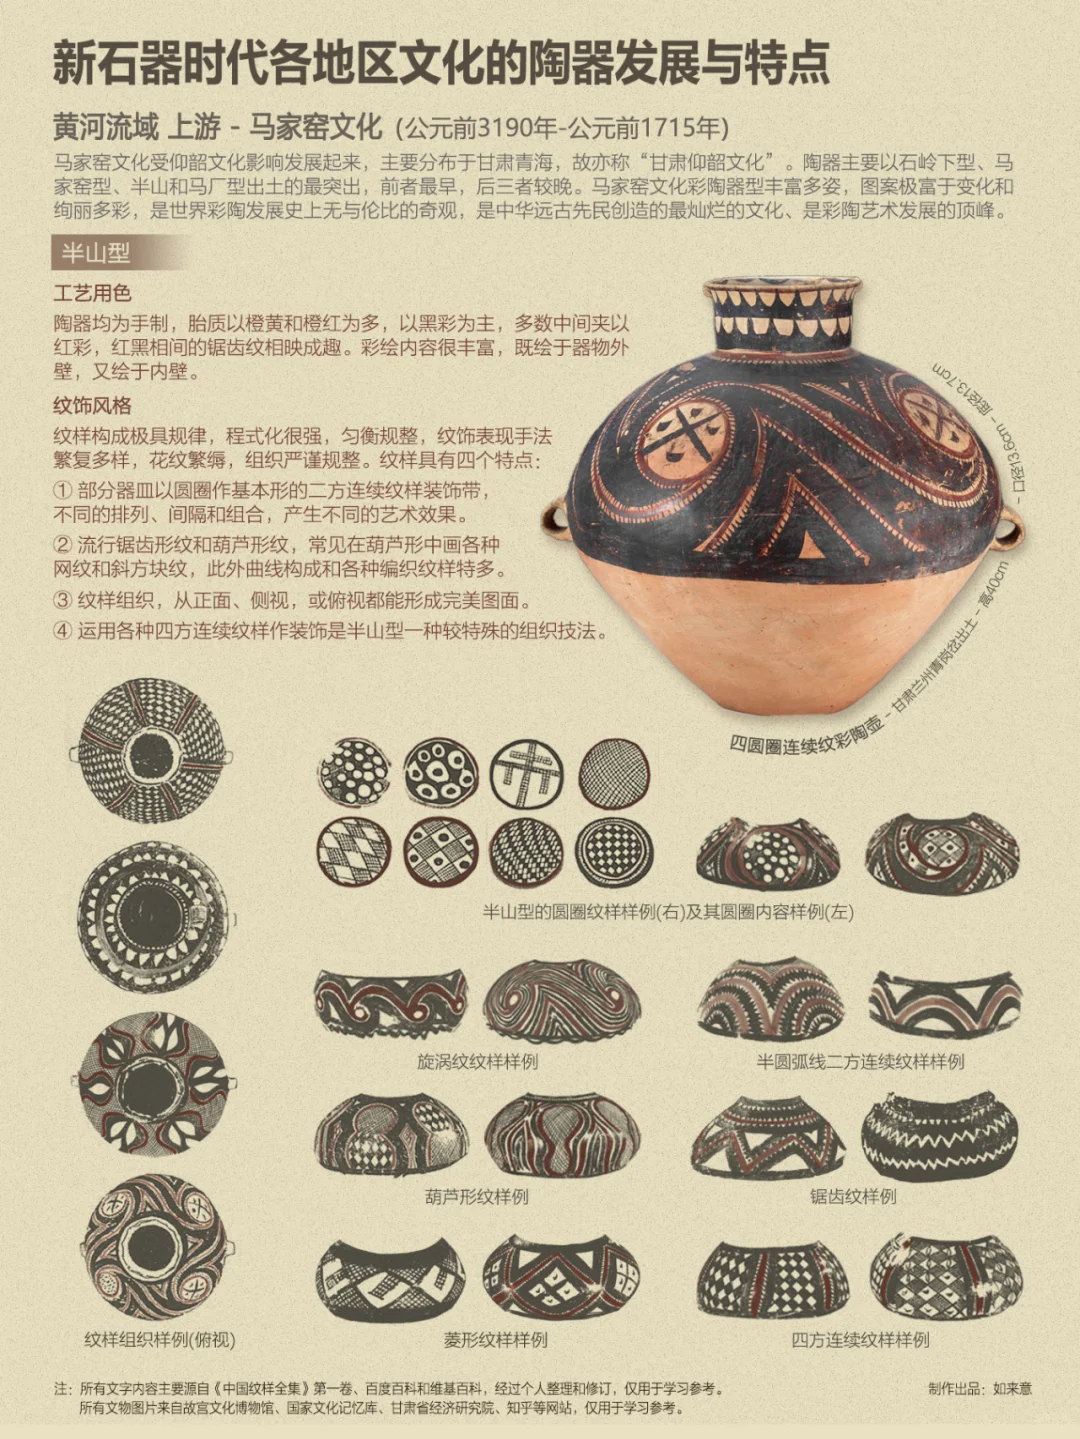 新石器时代各地区文化的陶器发展与特点
黄河流域 上游 - 马家窑文化 (公元前3190年-公元前1715年)
马家窑文化受仰韶文化影响发展起来，主要分布于甘肃青海，故亦称“甘肃仰韶文化”。陶器主要以石岭下型、马
家窑型、半山和马厂型出土的最突出，前者最早，后三者较晚。马家窑文化彩陶器型丰富多姿，图案极富于变化和
绚丽多彩，是世界彩陶发展史上无与伦比的奇观，是中华远古先民创造的最灿烂的文化、是彩陶艺术发展的顶峰。
半山型
工艺用色
陶器均为手制，胎质以橙黄和橙红为多，以黑彩为主，多数中间夹以
红彩，红黑相间的锯齿纹相映成趣。彩绘内容很丰富，既绘于器物外
壁，又绘于内壁。
纹饰风格
纹样构成极具规律，程式化很强，匀衡规整，纹饰表现手法
繁复多样，花纹繁缛，组织严谨规整。纹样具有四个特点：
① 部分器皿以圆圈作基本形的二方连续纹样装饰带，
不同的排列、间隔和组合，产生不同的艺术效果。
② 流行锯齿形纹和葫芦形纹，常见在葫芦形中画各种
网纹和斜方块纹，此外曲线构成和各种编织纹样特多。
③ 纹样组织，从正面、侧视，或俯视都能形成完美图面。
④ 运用各种四方连续纹样作装饰是半山型一种较特殊的组织技法。
四圆圈连续纹彩陶壶 - 甘肃兰州青岗岔出土 - 高40cm - 口径13.6cm - 底径13.7cm
半山型的圆圈纹样样例(右)及其圆圈内容样例(左)
旋涡纹纹样样例
半圆弧线二方连续纹样样例
葫芦形纹样例
锯齿纹样例
纹样组织样例(俯视)
菱形纹样样例
四方连续纹样样例
注：所有文字内容主要源自《中国纹样全集》第一卷、百度百科和维基百科，经过个人整理和修订，仅用于学习参考。
所有文物图片来自故宫文化博物馆、国家文化记忆库、甘肃省经济研究院、知乎等网站，仅用于学习参考。
制作出品：如来意